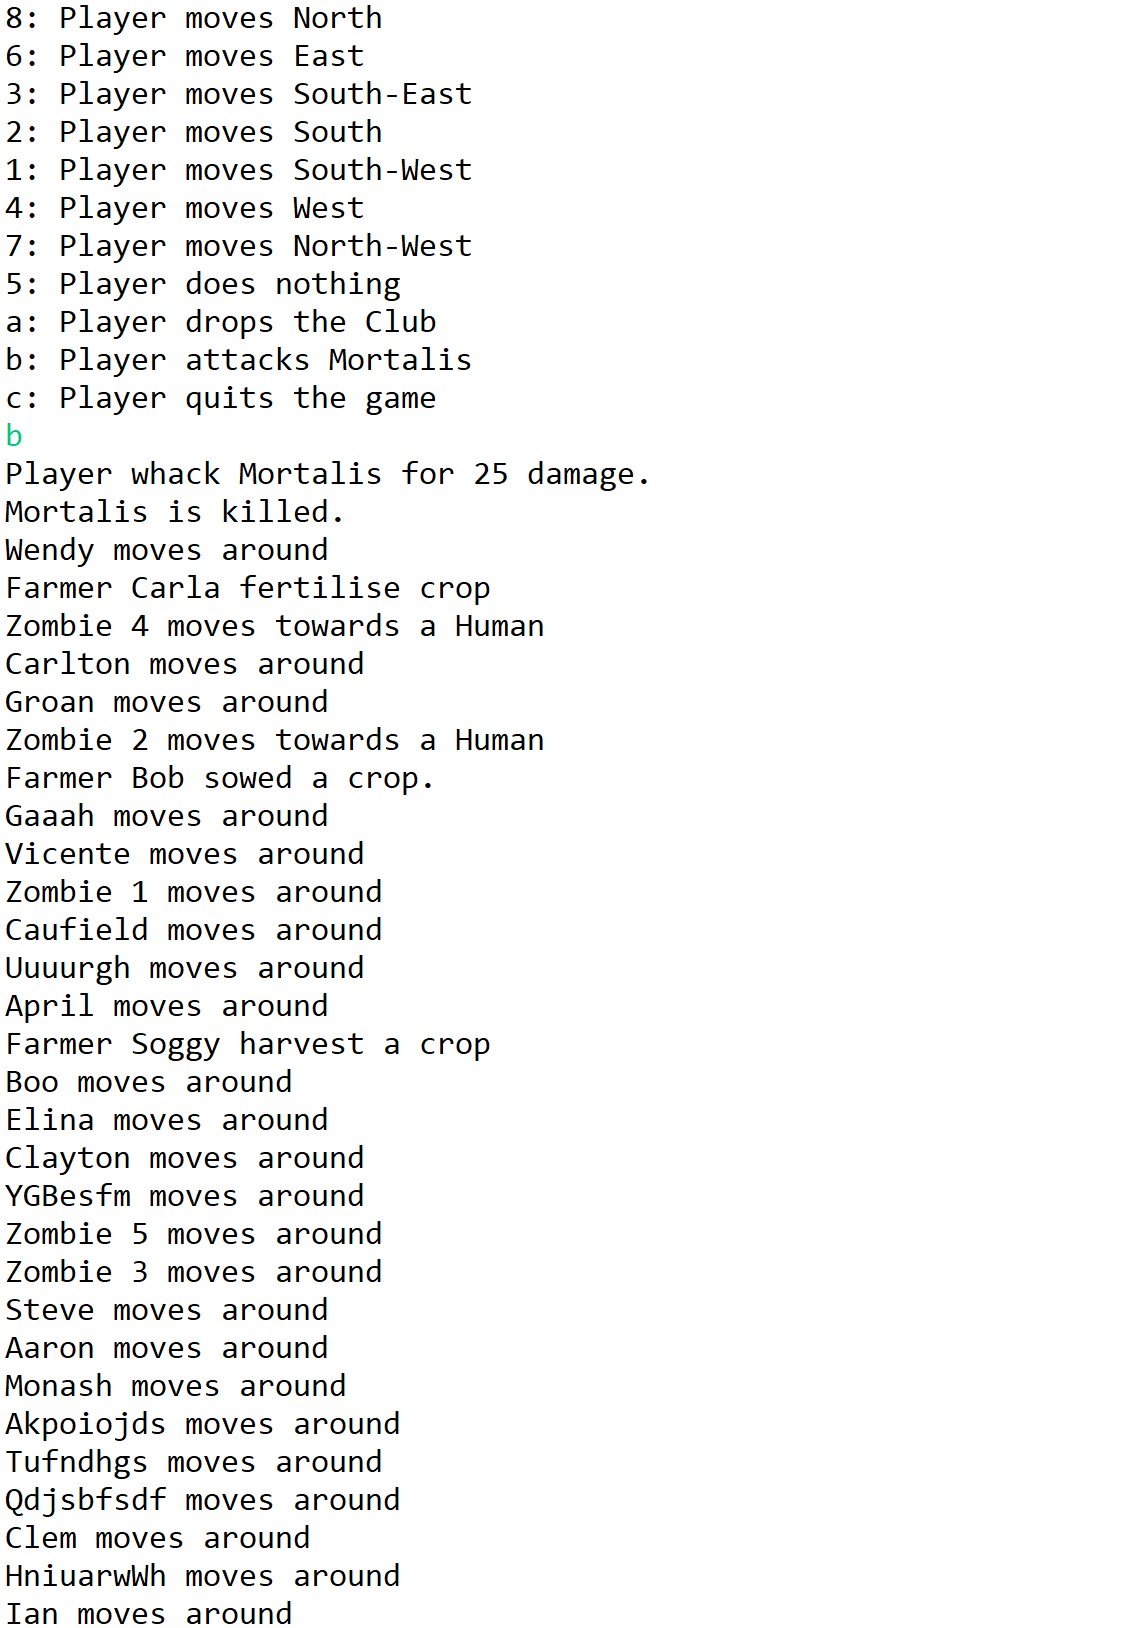 8: Player moves North
6: Player moves East
3: Player moves South-East
2: Player moves South
1: Player moves South-West
4: Player moves West
7: Player moves North-West
5: Player does nothing
a: Player drops the Club
b: Player attacks Mortalis
c: Player quits the game
b
Player whack Mortalis for 25 damage.
Mortalis is killed.
Wendy moves around
Farmer Carla fertilise crop
Zombie 4 moves towards a Human
Carlton moves around
Groan moves around
Zombie 2 moves towards a Human
Farmer Bob sowed a crop.
Gaaah moves around
Vicente moves around
Zombie 1 moves around
Caufield moves around
Uuuurgh moves around
April moves around
Farmer Soggy harvest a crop
Boo moves around
Elina moves around
Clayton moves around
YGBesfm moves around
Zombie 5 moves around
Zombie 3 moves around
Steve moves around
Aaron moves around
Monash moves around
Akpoiojds moves around
Tufndhgs moves around
Qdjsbfsdf moves around
Clem moves around
HniuarwWh moves around
Ian moves around